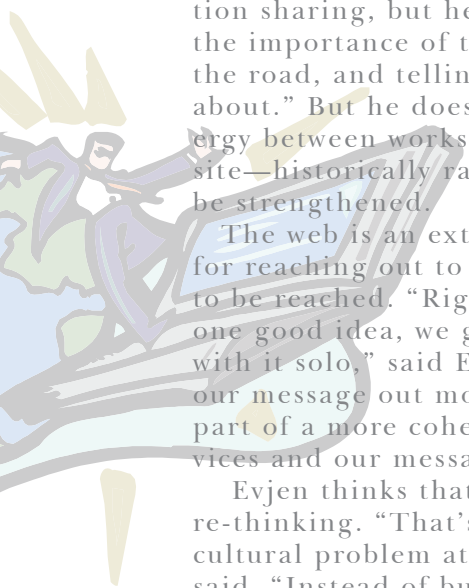 tion sharing, but he
the importance of t
the road, and tellin
about.” But he does
ergy between works
site—historically ra
be strengthened.
The web is an ext
for reaching out to
to be reached. “Rig
one good idea, we g
with it solo,” said E
our message out mo
part of a more cohe
vices and our messa
Evjen thinks that
re-thinking. “That’s
cultural problem at
said. “Instead of bu